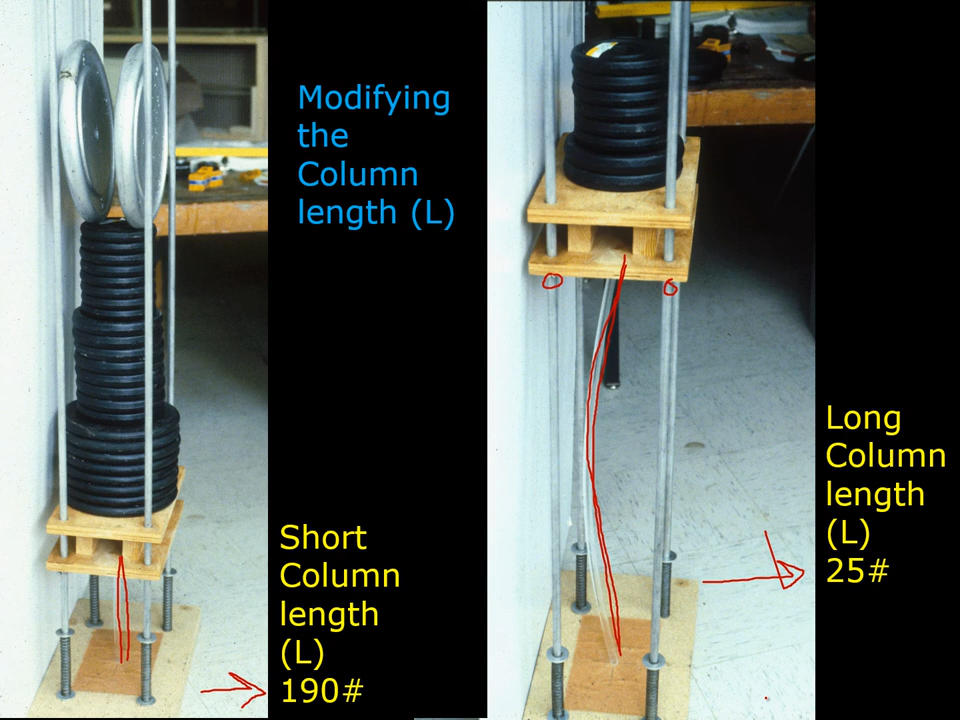 Modifying
the
Column
length (L)
Short
Column
length
(L)
190#
Long
Column
length
(L)
25#